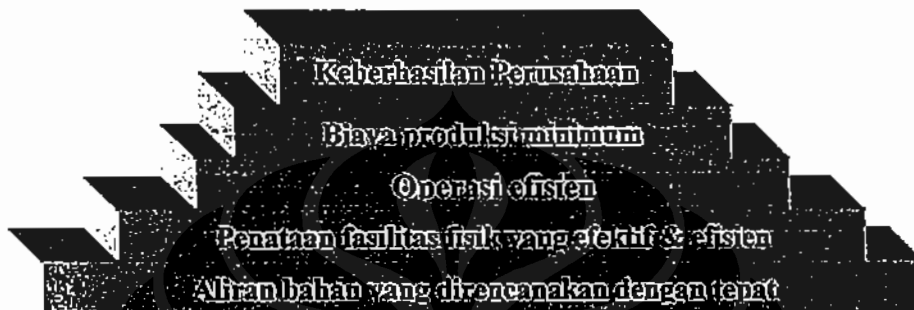 Keberhasilan Perusahaan
Biaya produksi minimum
Operasi efisien
Penataan fasilitas fisik yang efektif & efisien
Aliran bahan yang direncanakan dengan tepat